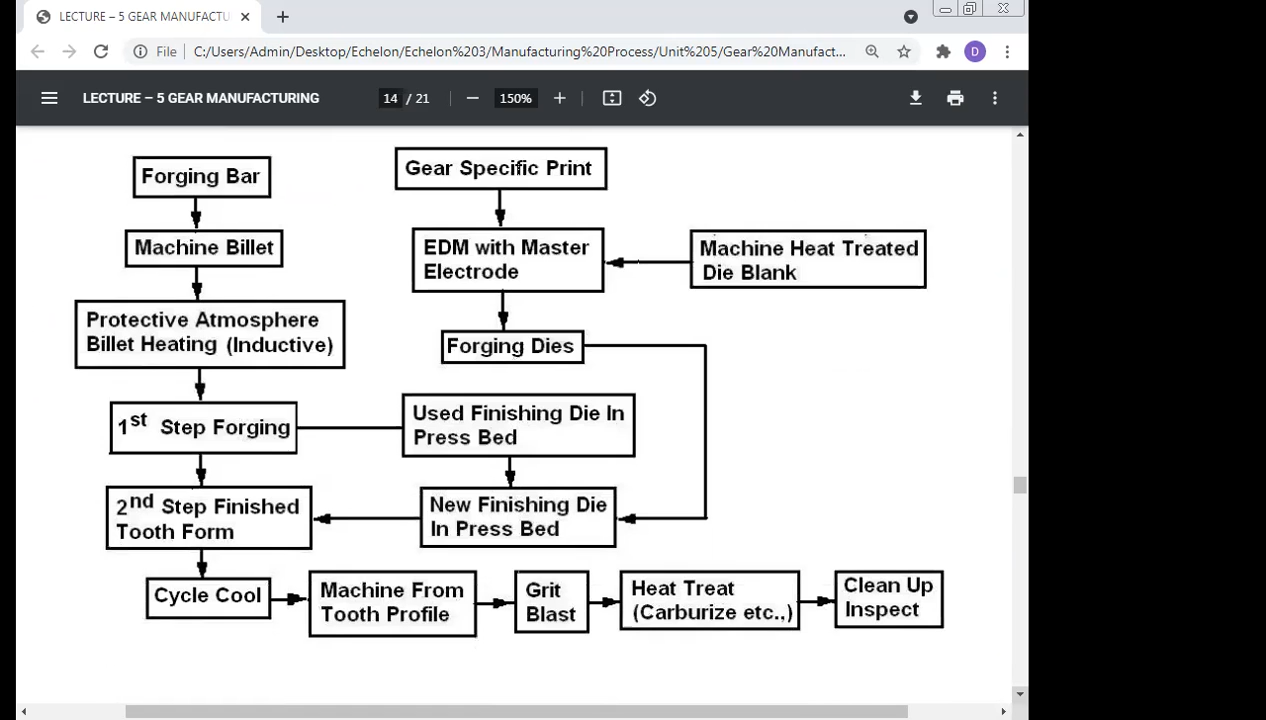 LECTURE – 5 GEAR MANUFACTU
File
C:/Users/Admin/Desktop/Echelon/Echelon%203/Manufacturing%20Process/Unit%205/Gear%20Manufact...
D
LECTURE – 5 GEAR MANUFACTURING
14 / 21
150%
Forging Bar
Gear Specific Print
Machine Billet
EDM with Master
Electrode
Machine Heat Treated
Die Blank
Protective Atmosphere
Billet Heating (Inductive)
Forging Dies
1st Step Forging
Used Finishing Die In
Press Bed
2nd Step Finished
Tooth Form
New Finishing Die
In Press Bed
Cycle Cool
Machine From
Tooth Profile
Grit
Blast
Heat Treat
(Carburize etc.,)
Clean Up
Inspect